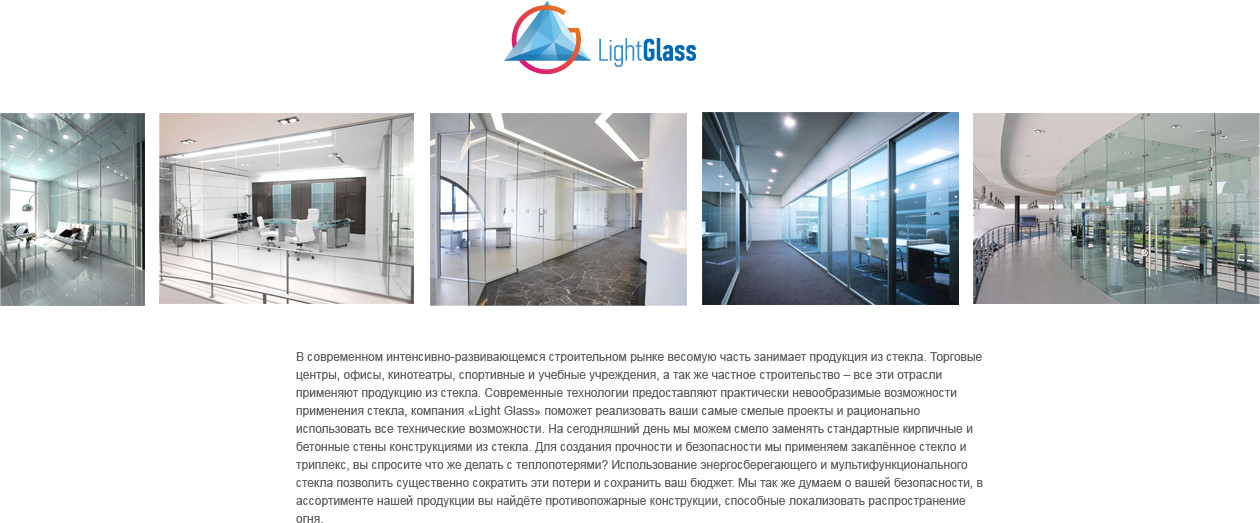 LightGlass
В современном интенсивно-развивающемся строительном рынке весомую часть занимает продукция из стекла. Торговые
центры, офисы, кинотеатры, спортивные и учебные учреждения, а так же частное строительство – все эти отрасли
применяют продукцию из стекла. Современные технологии предоставляют практически невообразимые возможности
применения стекла, компания «Light Glass» поможет реализовать ваши самые смелые проекты и рационально
использовать все технические возможности. На сегодняшний день мы можем смело заменять стандартные кирпичные и
бетонные стены конструкциями из стекла. Для создания прочности и безопасности мы применяем закалённое стекло и
триплекс, вы спросите что же делать с теплопотерями? Использование энергосберегающего и мультифункционального
стекла позволить существенно сократить эти потери и сохранить ваш бюджет. Мы так же думаем о вашей безопасности, в
ассортименте нашей продукции вы найдёте противопожарные конструкции, способные локализовать распространение
огня.